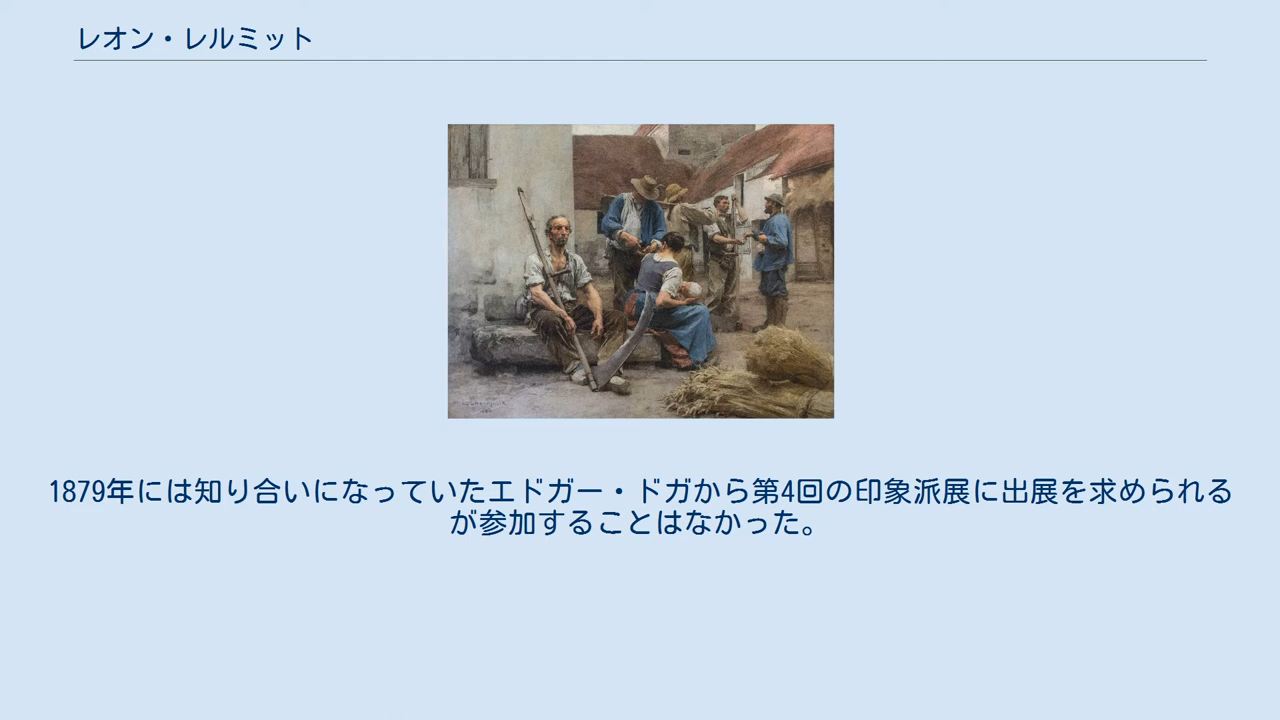 レオン・レルミット
1879年には知り合いになっていたエドガー・ドガから第4回の印象派展に出展を求められる
が参加することはなかった。